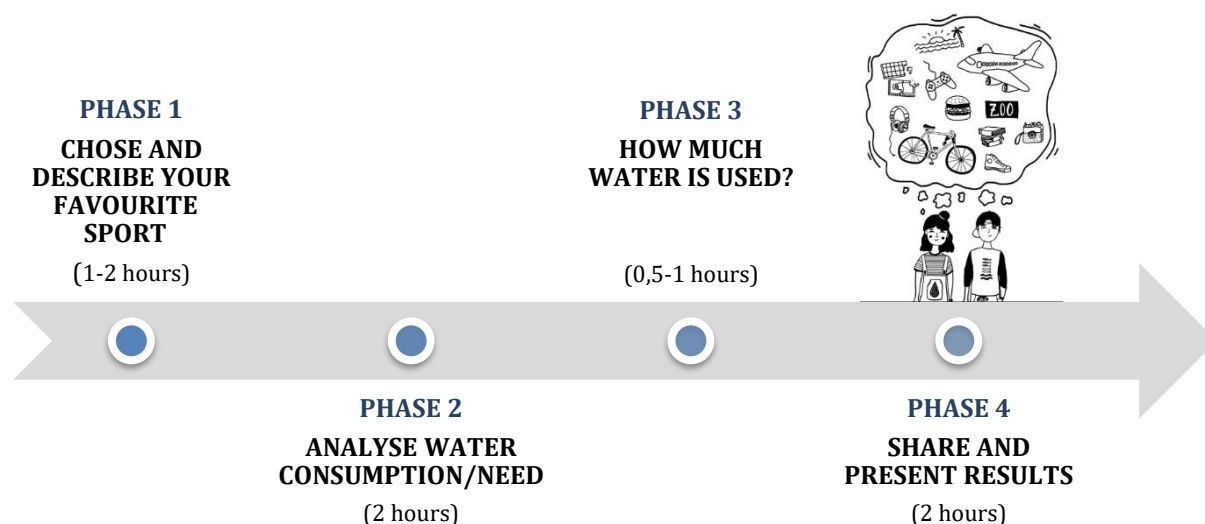 PHASE 1
CHOSE AND
DESCRIBE YOUR
FAVOURITE
SPORT
(1-2 hours)
PHASE 2
ANALYSE WATER
CONSUMPTION/NEED
(2 hours)
PHASE 3
HOW MUCH
WATER IS USED?
(0,5-1 hours)
ZOO
PHASE 4
SHARE AND
PRESENT RESULTS
(2 hours)